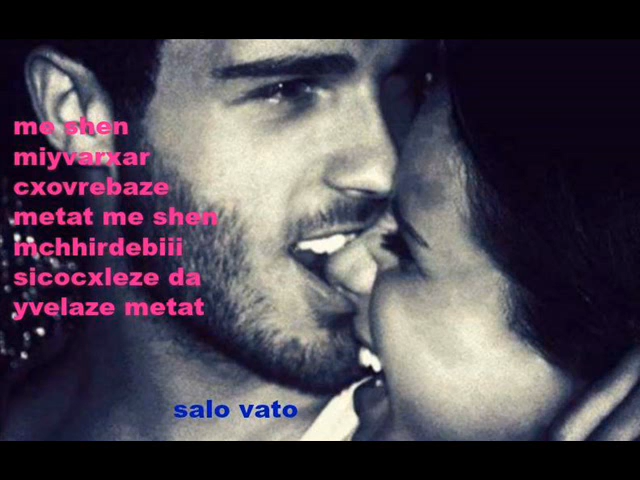 me shen
miyvarxar
cxovrebaze
metat me shen
mchhirdebiii
sicocxleze da
yvelaze metat
salo vato